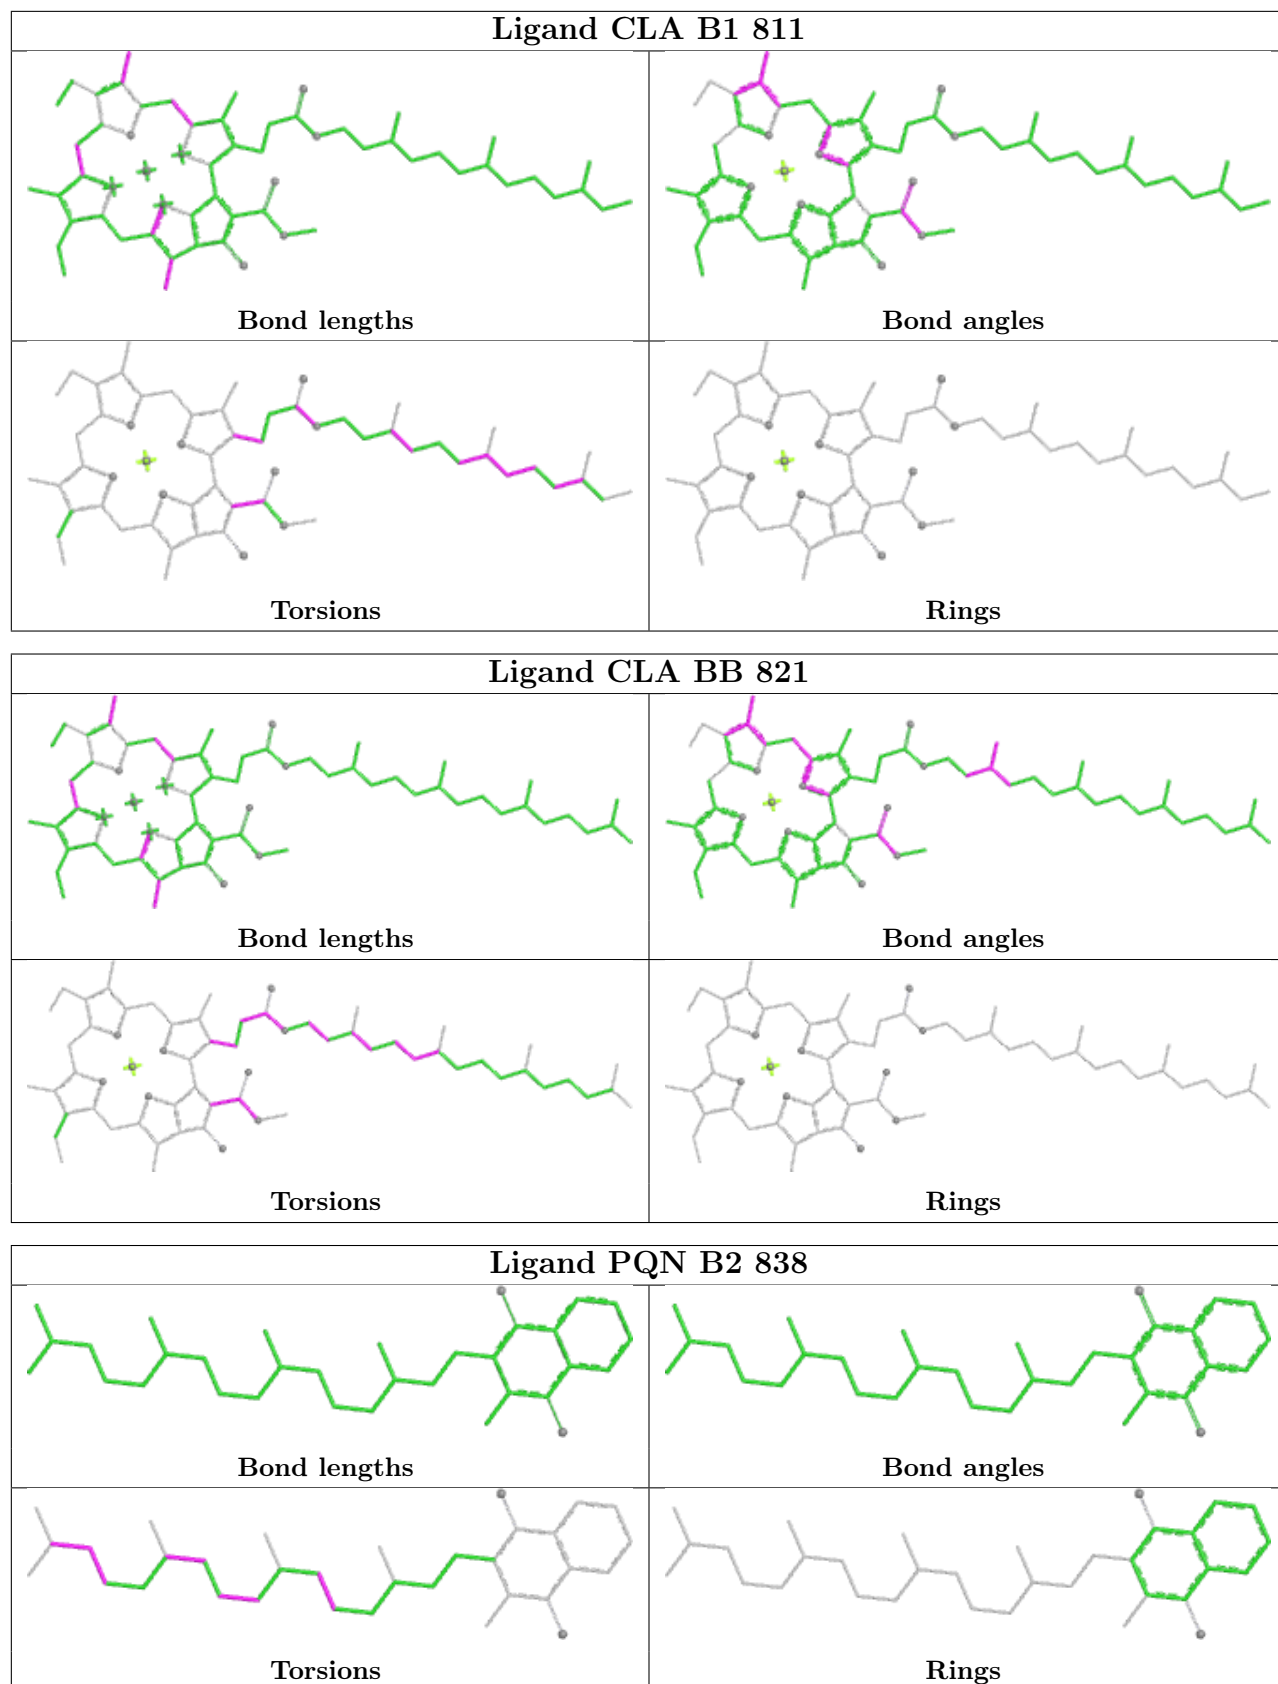 Ligand CLA B1 811
Bond lengths
Bond angles
Torsions
Rings
Ligand CLA BB 821
Bond lengths
Bond angles
Torsions
Rings
Ligand PQN B2 838
Bond lengths
Bond angles
Torsions
Rings